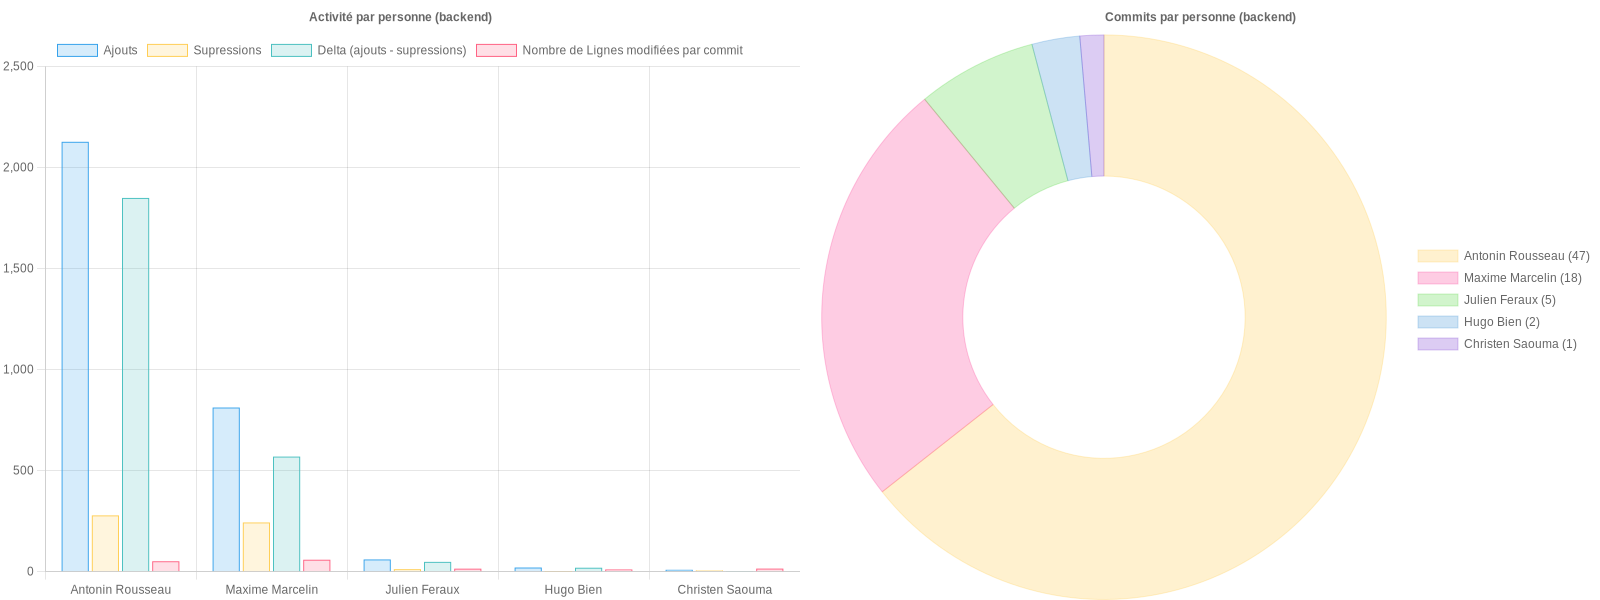 Activité par personne (backend)
Ajouts
Supressions
Delta (ajouts - supressions)
Nombre de Lignes modifiées par commit
2,500
2,000
1,500
1,000
500
0
Antonin Rousseau
Maxime Marcelin
Julien Feraux
Hugo Bien
Christen Saouma
Commits par personne (backend)
Antonin Rousseau (47)
Maxime Marcelin (18)
Julien Feraux (5)
Hugo Bien (2)
Christen Saouma (1)